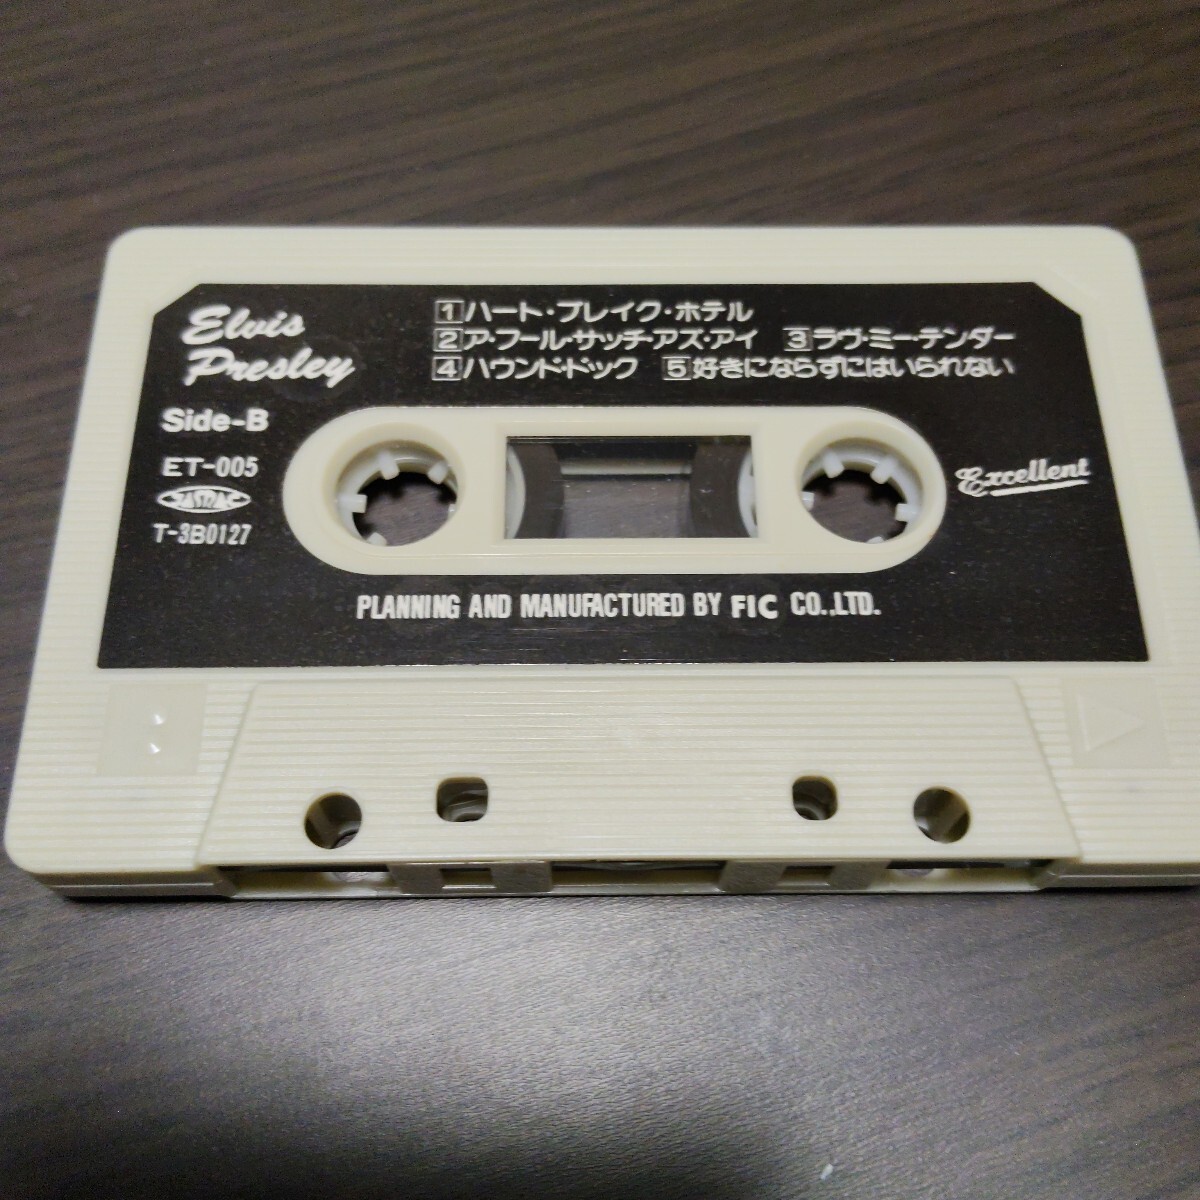 Elvis
Presley
1 ハート・ブレイク・ホテル
2 ア・フール・サッチ・アズ・アイ 3 ラヴ・ミー・テンダー
4 ハウンド・ドック 5 好きにならずにはいられない
Side-B
ET-005
JASRAC
T-3B0127
Excellent
PLANNING AND MANUFACTURED BY FIC CO.,LTD.